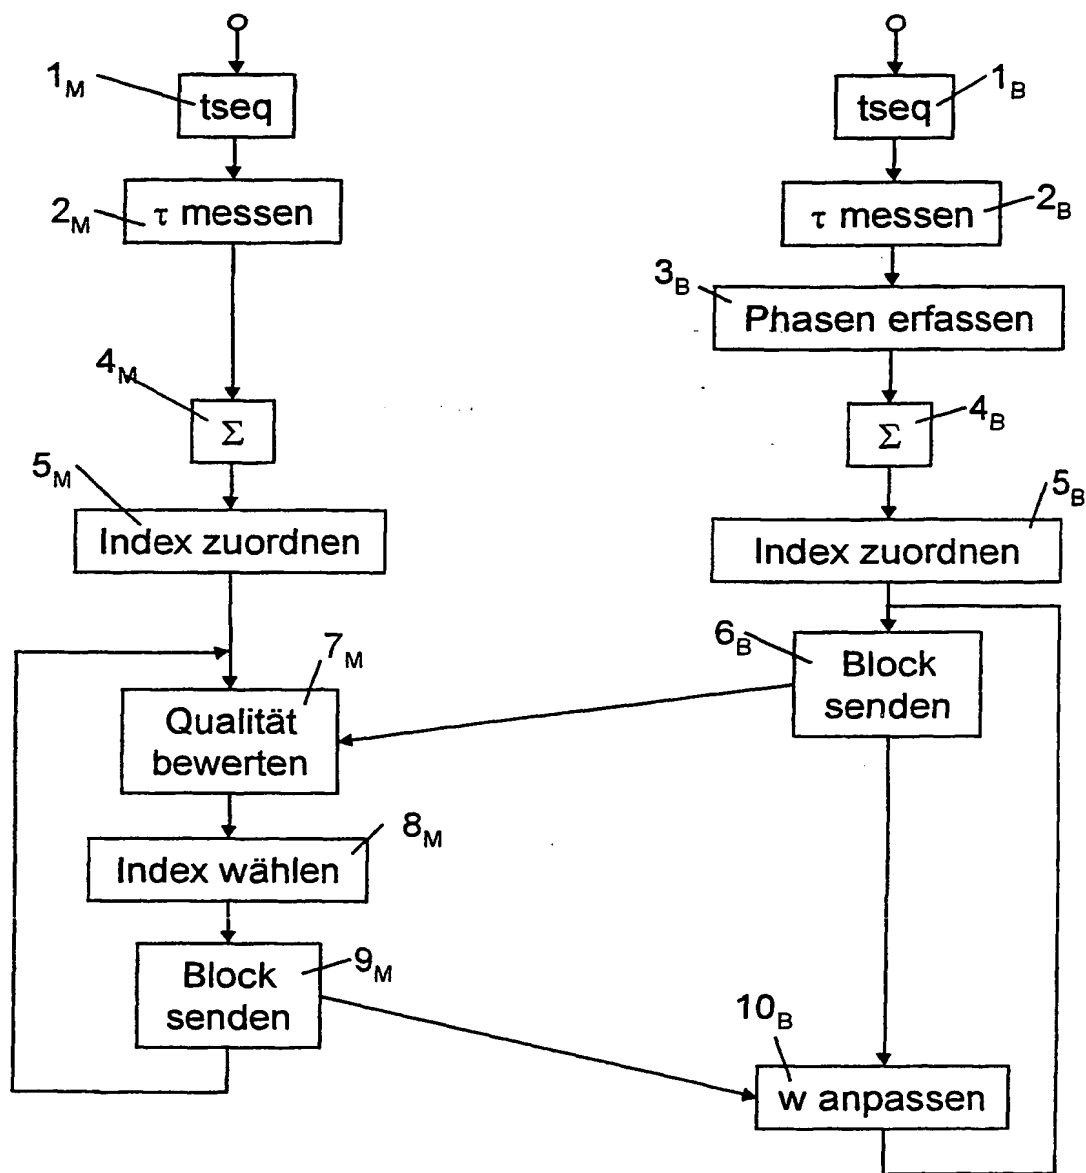 1M
tseq
2M
τ messen
4M
Σ
5M
Index zuordnen
7M
Qualität
bewerten
8M
Index wählen
9M
Block
senden
1B
tseq
2B
τ messen
3B
Phasen erfassen
4B
Σ
5B
Index zuordnen
6B
Block
senden
10B
w anpassen